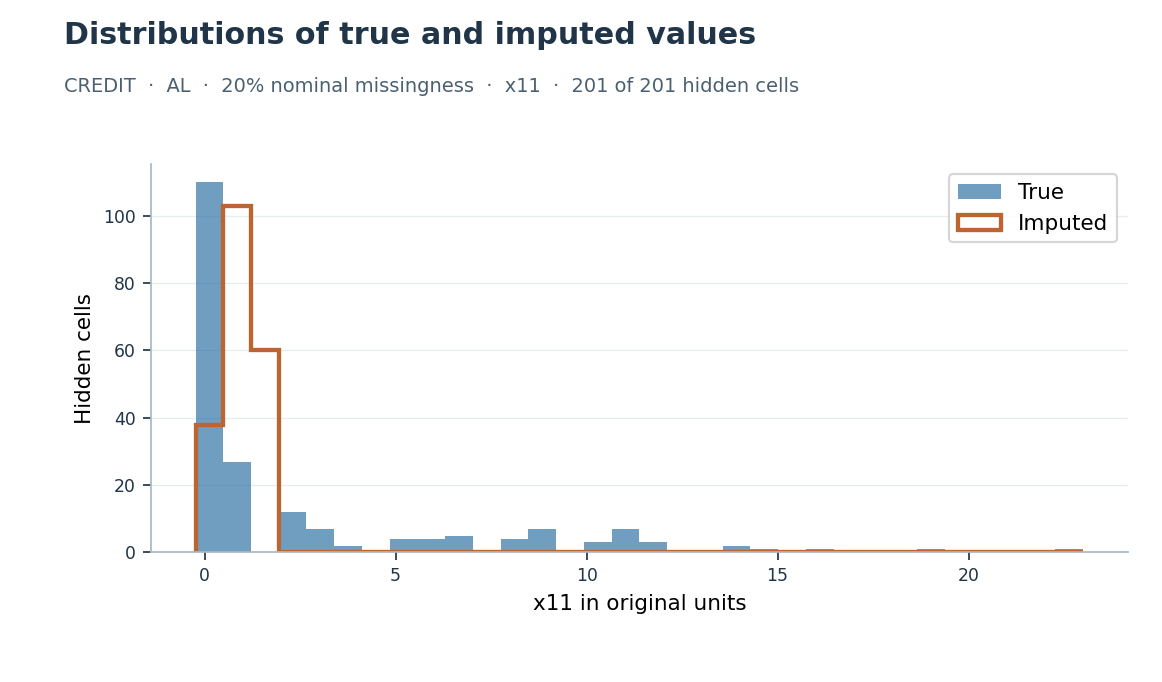 Distributions of true and imputed values
CREDIT · AL · 20% nominal missingness · x11 · 201 of 201 hidden cells
True
Imputed
Hidden cells
100
80
60
40
20
0
0 5 10 15 20
x11 in original units